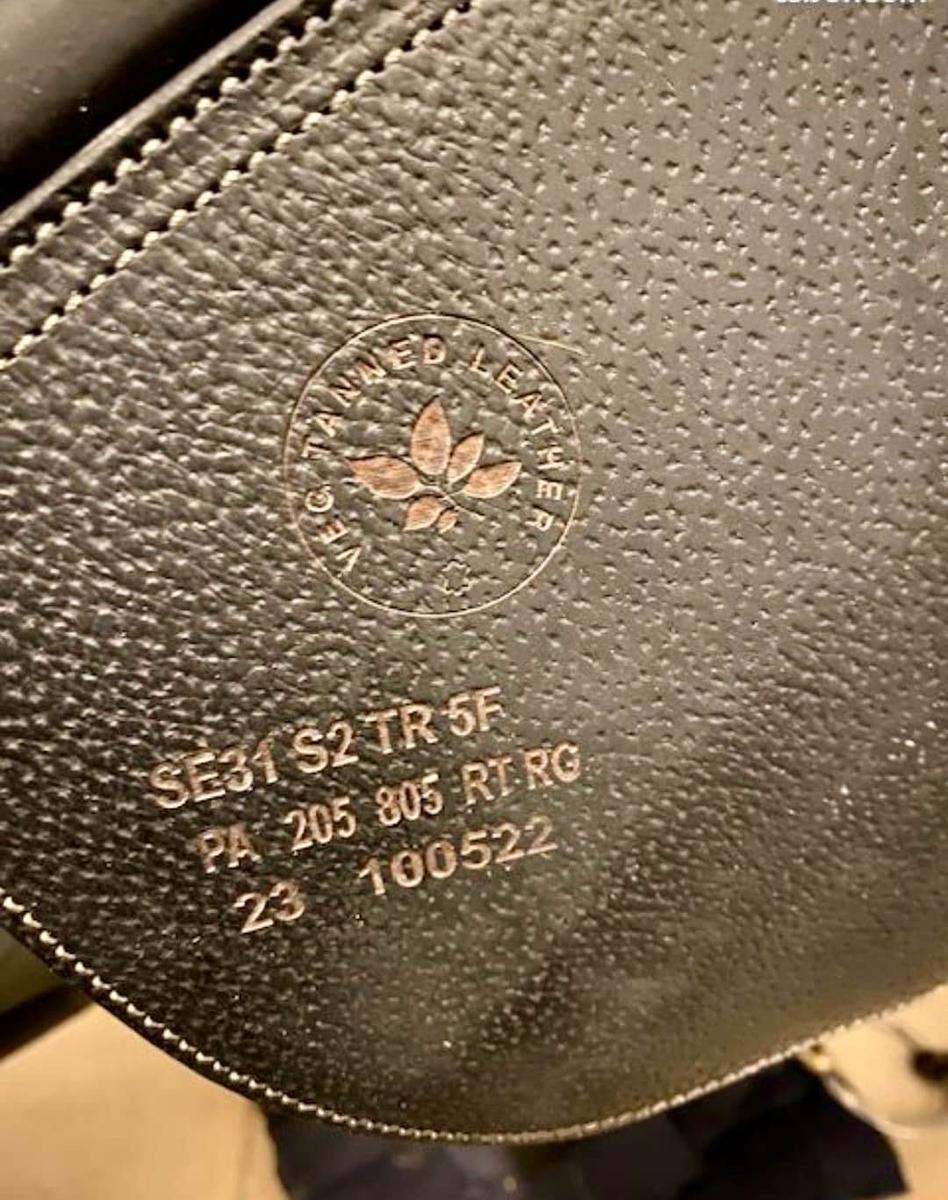 VEG TANNED LEATHER
SE31 S2 TR 5F
PA 205 805 RT RG
23 100522